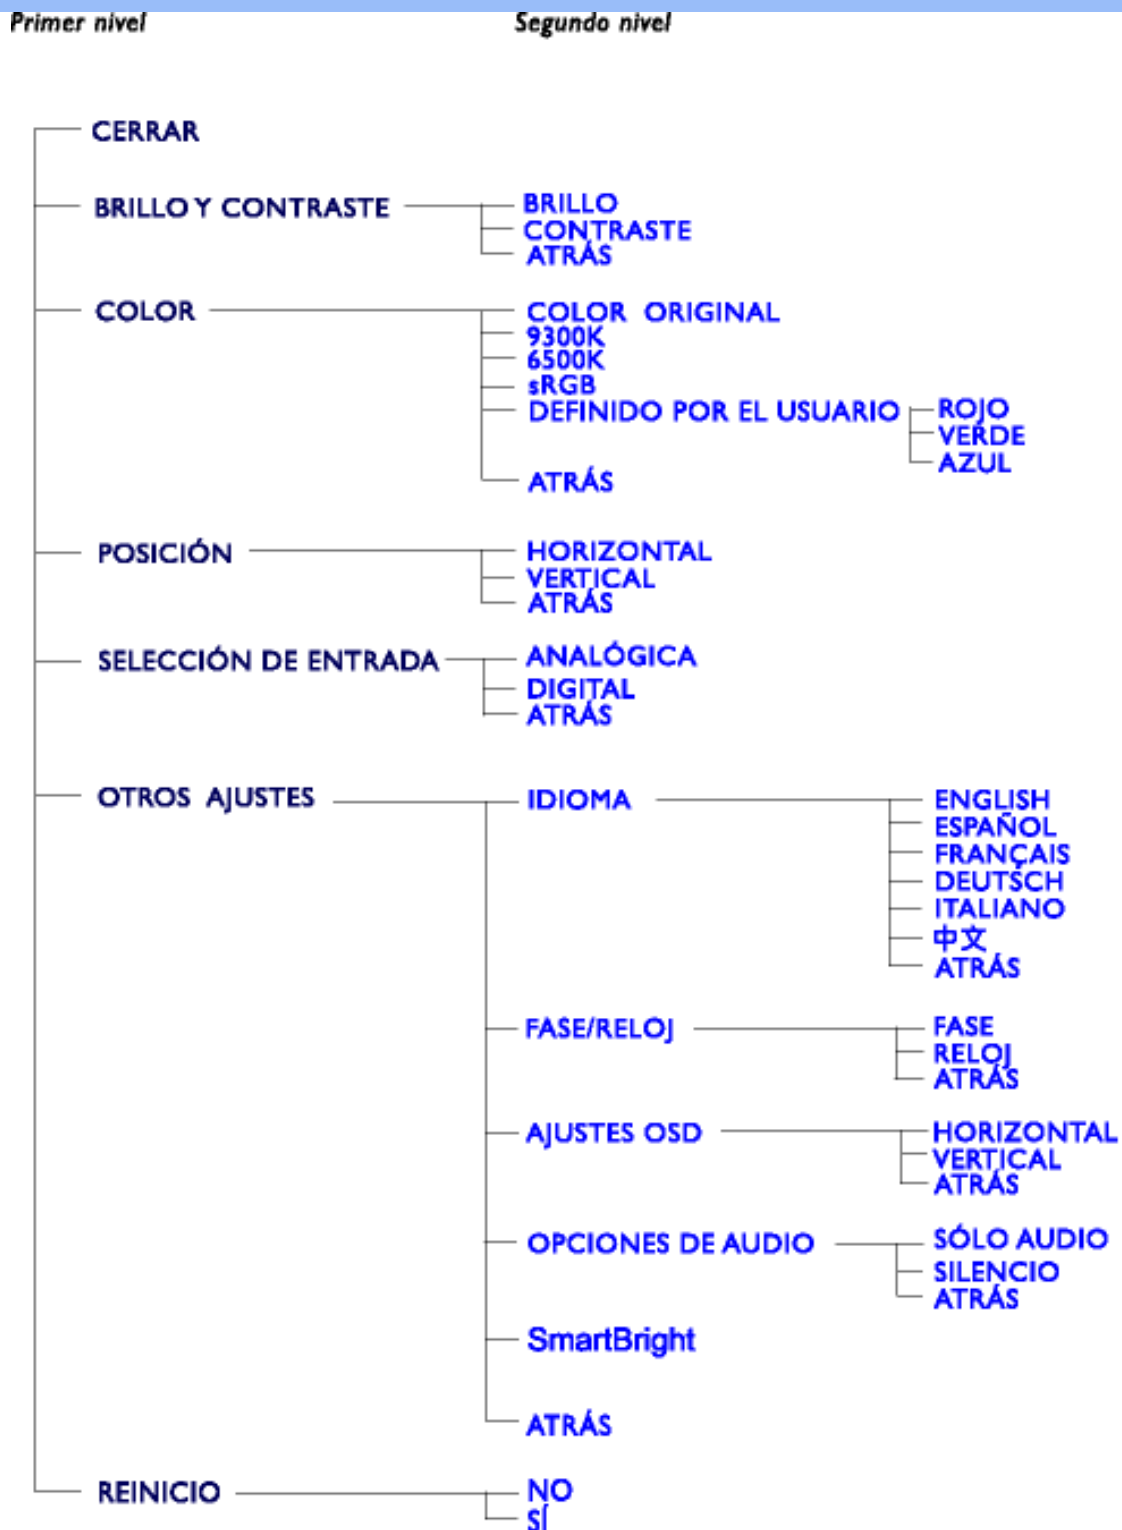 Primer nivel Segundo nivel
CERRAR
BRILLO Y CONTRASTE
BRILLO
CONTRASTE
ATRÁS
COLOR
COLOR ORIGINAL
9300K
6500K
sRGB
DEFINIDO POR EL USUARIO
ROJO
VERDE
AZUL
ATRÁS
POSICIÓN
HORIZONTAL
VERTICAL
ATRÁS
SELECCIÓN DE ENTRADA
ANALÓGICA
DIGITAL
ATRÁS
OTROS AJUSTES
IDIOMA
ENGLISH
ESPAÑOL
FRANÇAIS
DEUTSCH
ITALIANO
中文
ATRÁS
FASE/RELOJ
FASE
RELOJ
ATRÁS
AJUSTES OSD
HORIZONTAL
VERTICAL
ATRÁS
OPCIONES DE AUDIO
SÓLO AUDIO
SILENCIO
ATRÁS
SmartBright
ATRÁS
REINICIO
NO
SÍ